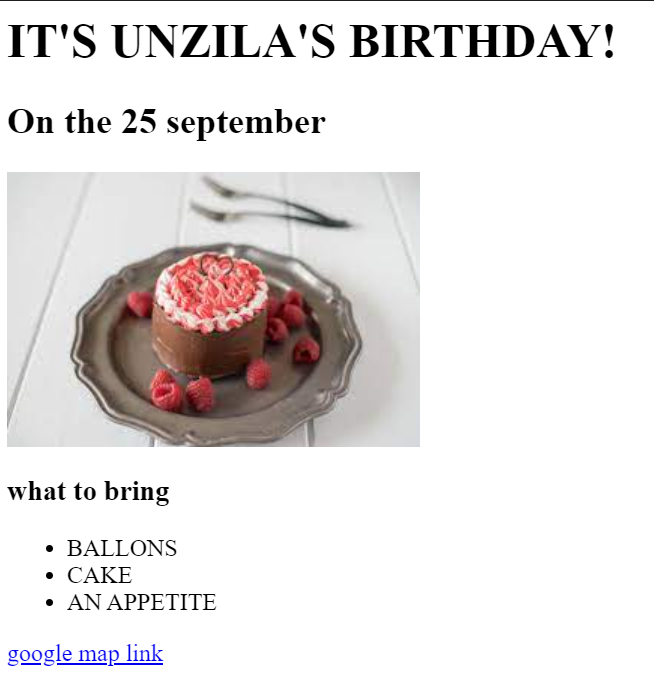 IT'S UNZILA'S BIRTHDAY!
On the 25 september
what to bring
BALLONS
CAKE
AN APPETITE
google map link